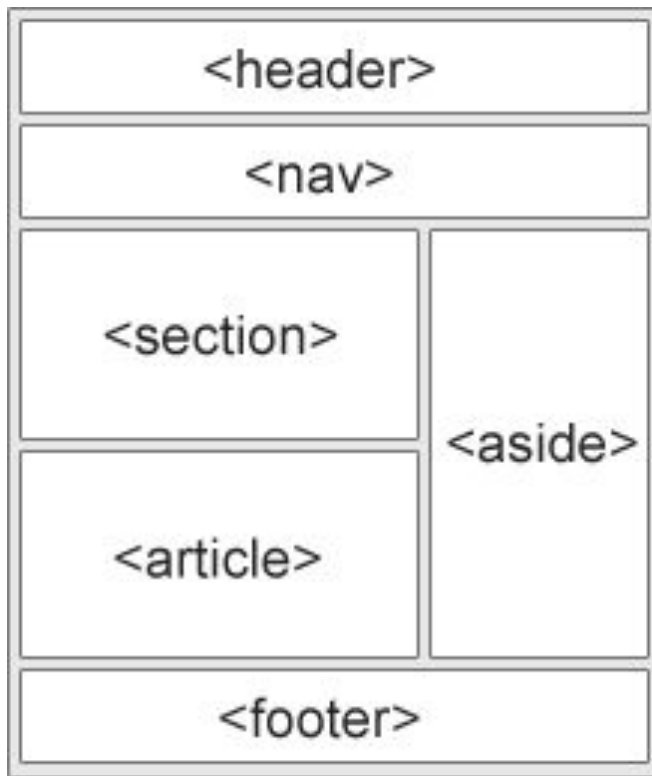 <header>
<nav>
<section>
<aside>
<article>
<footer>